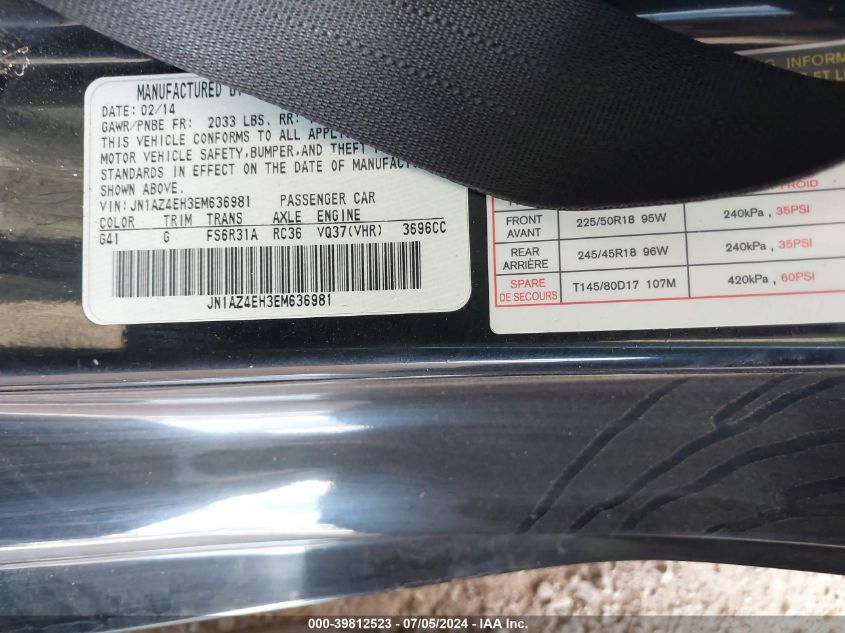 MANUFACTURED BY
DATE: 02/14
GAWR/PNBE FR: 2033 LBS. RR:
THIS VEHICLE CONFORMS TO ALL
MOTOR VEHICLE SAFETY,BUMPER,AND THEFT
STANDARDS IN EFFECT ON THE DATE OF
SHOWN ABOVE.
VIN: JN1AZ4EH3EM636981 PASSENGER CAR
COLOR TRIM TRANS AXLE ENGINE
G41 G FS6R31A RC36 VQ37(VHR) 3696CC
JN1AZ4EH3EM636981
FROID
FRONT
AVANT
225/50R18 95W
240kPa , 35PSI
REAR
ARRIÈRE
245/45R18 96W
240kPa , 35PSI
SPARE
DE SECOURS
T145/80D17 107M
420kPa , 60PSI
000-39812523 - 07/05/2024 - IAA Inc.